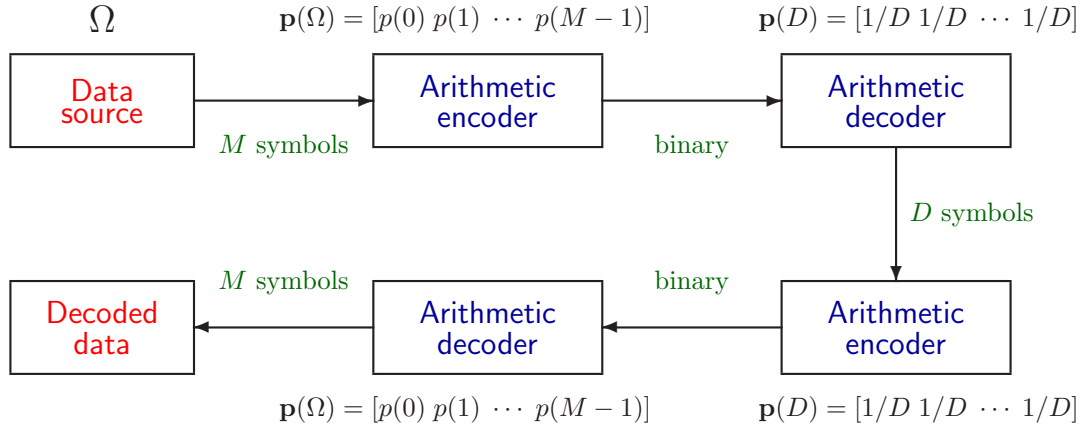 Ω
p(Ω) = [p(0) p(1) ⋯ p(M − 1)]
p(D) = [1/D 1/D ⋯ 1/D]
Data
source
Arithmetic
encoder
Arithmetic
decoder
M symbols
binary
D symbols
M symbols
binary
Decoded
data
Arithmetic
decoder
Arithmetic
encoder
p(Ω) = [p(0) p(1) ⋯ p(M − 1)]
p(D) = [1/D 1/D ⋯ 1/D]